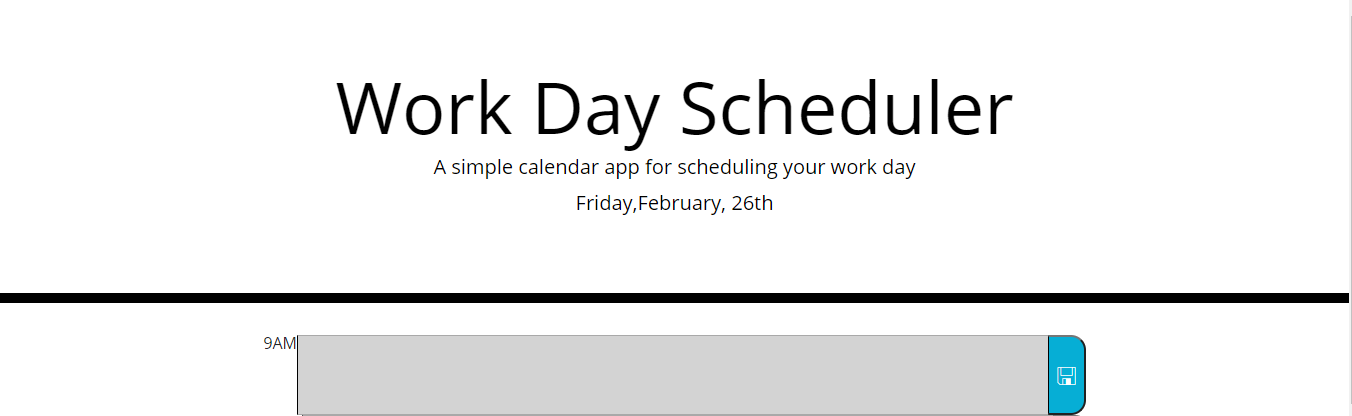 Work Day Scheduler
A simple calendar app for scheduling your work day
Friday,February, 26th
9AM